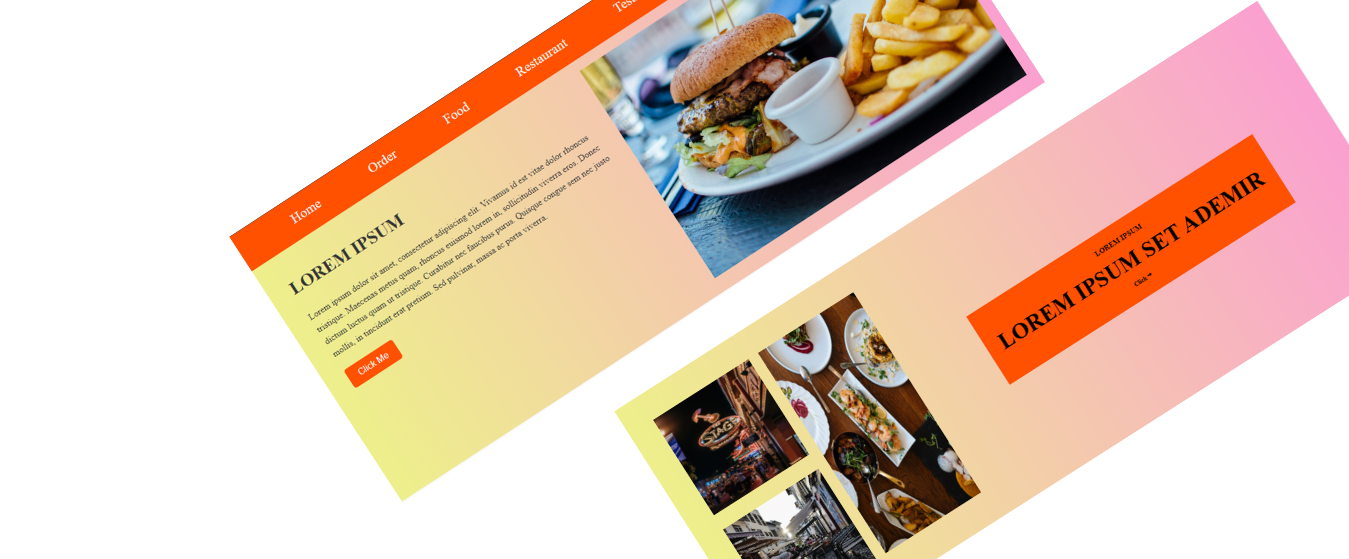 Home
Order
Food
Restaurant
LOREM IPSUM
Lorem ipsum dolor sit amet, consectetur adipiscing elit. Vivamus id est vitae dolor rhoncus
tristique. Maecenas metus quam, rhoncus euismod lorem in, sollicitudin viverra eros. Donec
dictum luctus quam ut tristique. Curabitur nec faucibus purus. Quisque congue sem nec justo
mollis, in tincidunt erat pretium. Sed pulvinar, massa ac porta viverra.
Click Me
STAGE
LOREM IPSUM
LOREM IPSUM SET ADEMIR
Click ➡